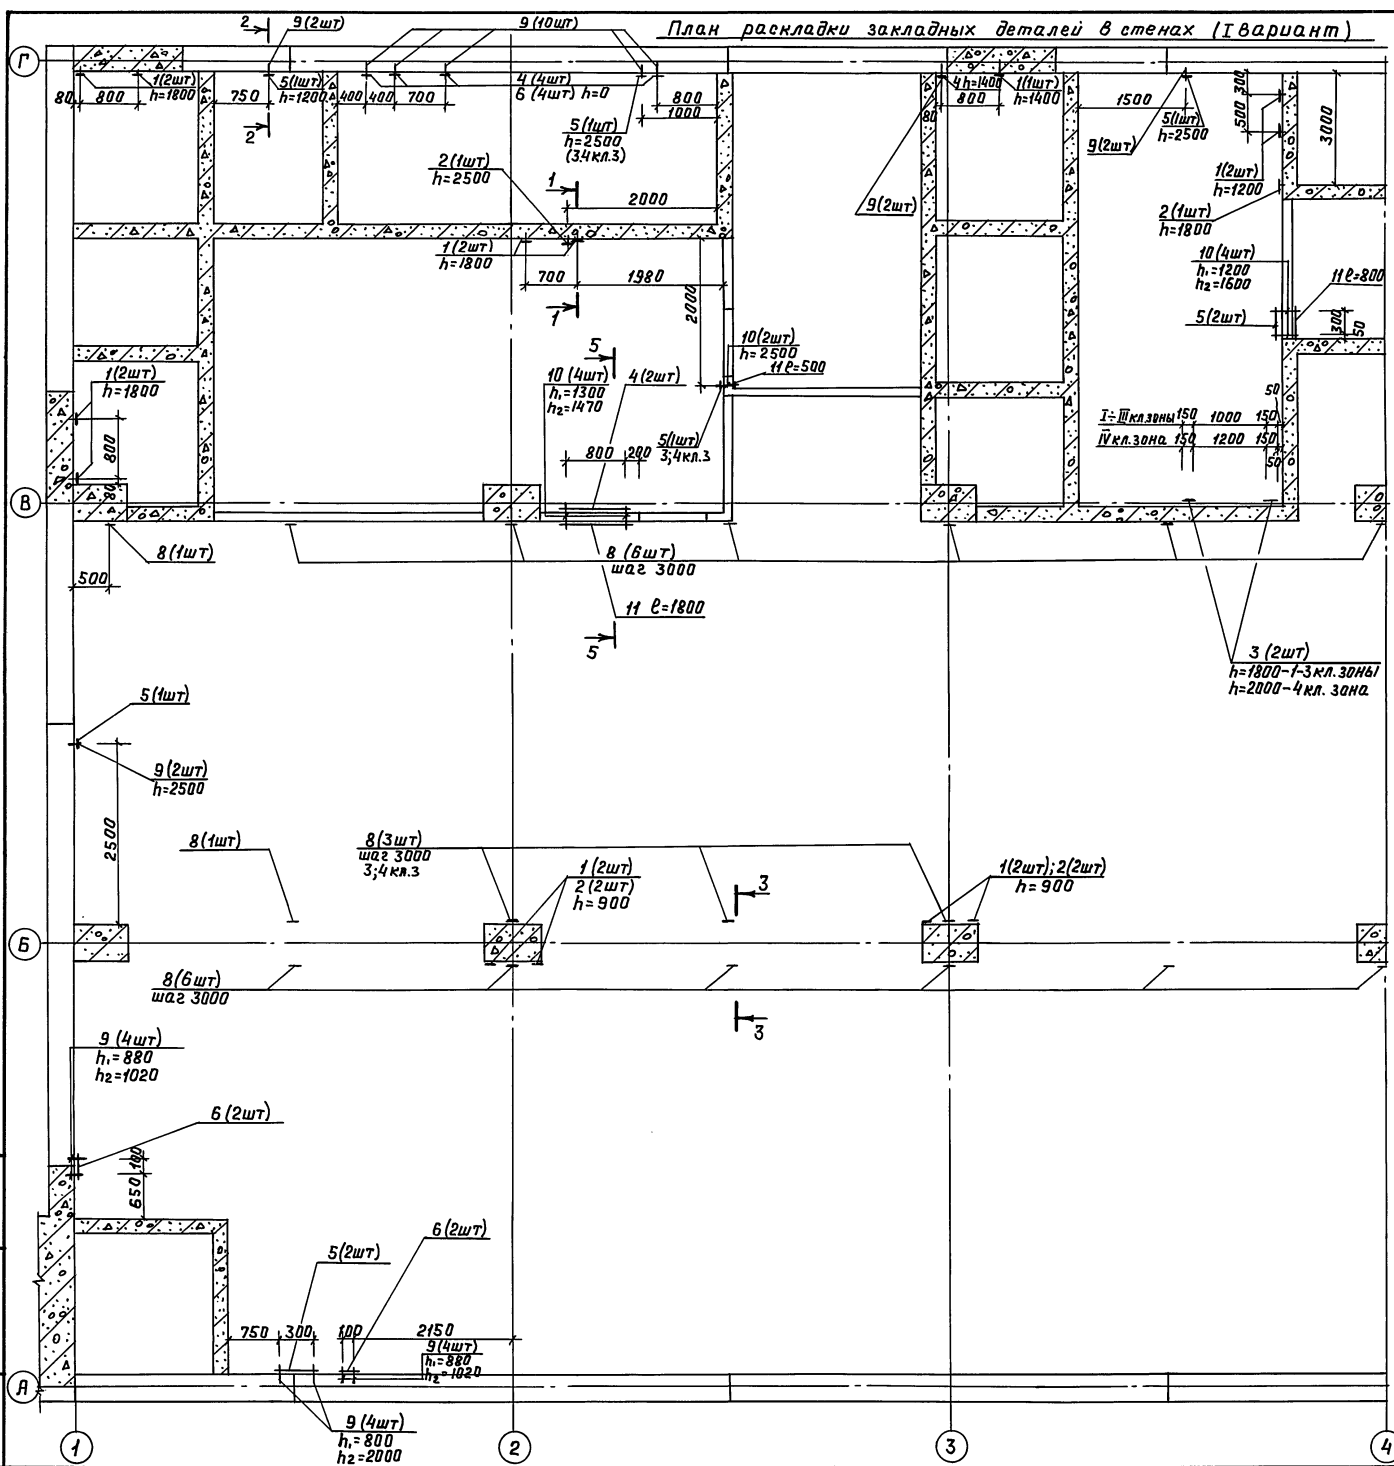 План раскладки закладных деталей в стенах (I вариант)
2
9(2шт)
9(10шт)
Г
1(2шт)
h=1800
5(1шт)
h=1200
4 (4шт)
6 (4шт) h=0
4 h=1400
1(1шт)
h=1400
80
800
750
400
400
700
800
1000
80
800
1500
300
500
3000
2
5(1шт)
h=2500
(3.4кл.3)
5(1шт)
h=2500
9(2шт)
2(1шт)
h=2500
1
2000
9(2шт)
1(2шт)
h=1200
2(1шт)
h=1800
1(2шт)
h=1800
700
1980
2000
1
10(4шт)
h₁=1200
h₂=1600
11 ℓ=800
5(2шт)
300
50
5
10(2шт)
h=2500
11 ℓ=500
1(2шт)
h=1800
10 (4шт)
h₁=1300
h₂=1470
4(2шт)
50
I÷III кл.зоны 150 1000 150
IV кл.зона 150 1200 150
50
800
80
800
200
5(1шт)
3;4кл.3
В
8(1шт)
500
8 (6шт)
шаг 3000
11 ℓ=1800
5
3 (2шт)
h=1800-1-3кл.зоны
h=2000-4кл. зона
5(1шт)
9(2шт)
h=2500
2500
8(1шт)
8(3шт)
шаг 3000
3;4кл.3
1(2шт)
2(2шт)
h=900
3
1(2шт);2(2шт)
h=900
Б
8(6шт)
шаг 3000
3
9 (4шт)
h₁=880
h₂=1020
6 (2шт)
100
650
6(2шт)
5(2шт)
750
300
100
2150
9(4шт)
h₁=880
h₂=1020
А
9 (4шт)
h₁=800
h₂=2000
1
2
3
4